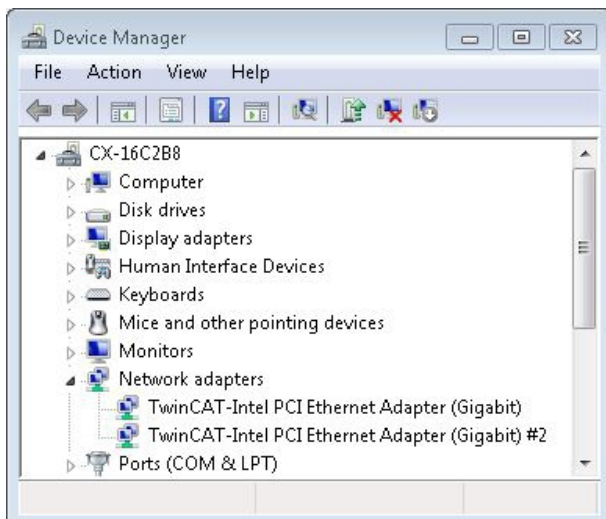 Device Manager
File Action View Help
CX-16C2B8
Computer
Disk drives
Display adapters
Human Interface Devices
Keyboards
Mice and other pointing devices
Monitors
Network adapters
TwinCAT-Intel PCI Ethernet Adapter (Gigabit)
TwinCAT-Intel PCI Ethernet Adapter (Gigabit) #2
Ports (COM & LPT)